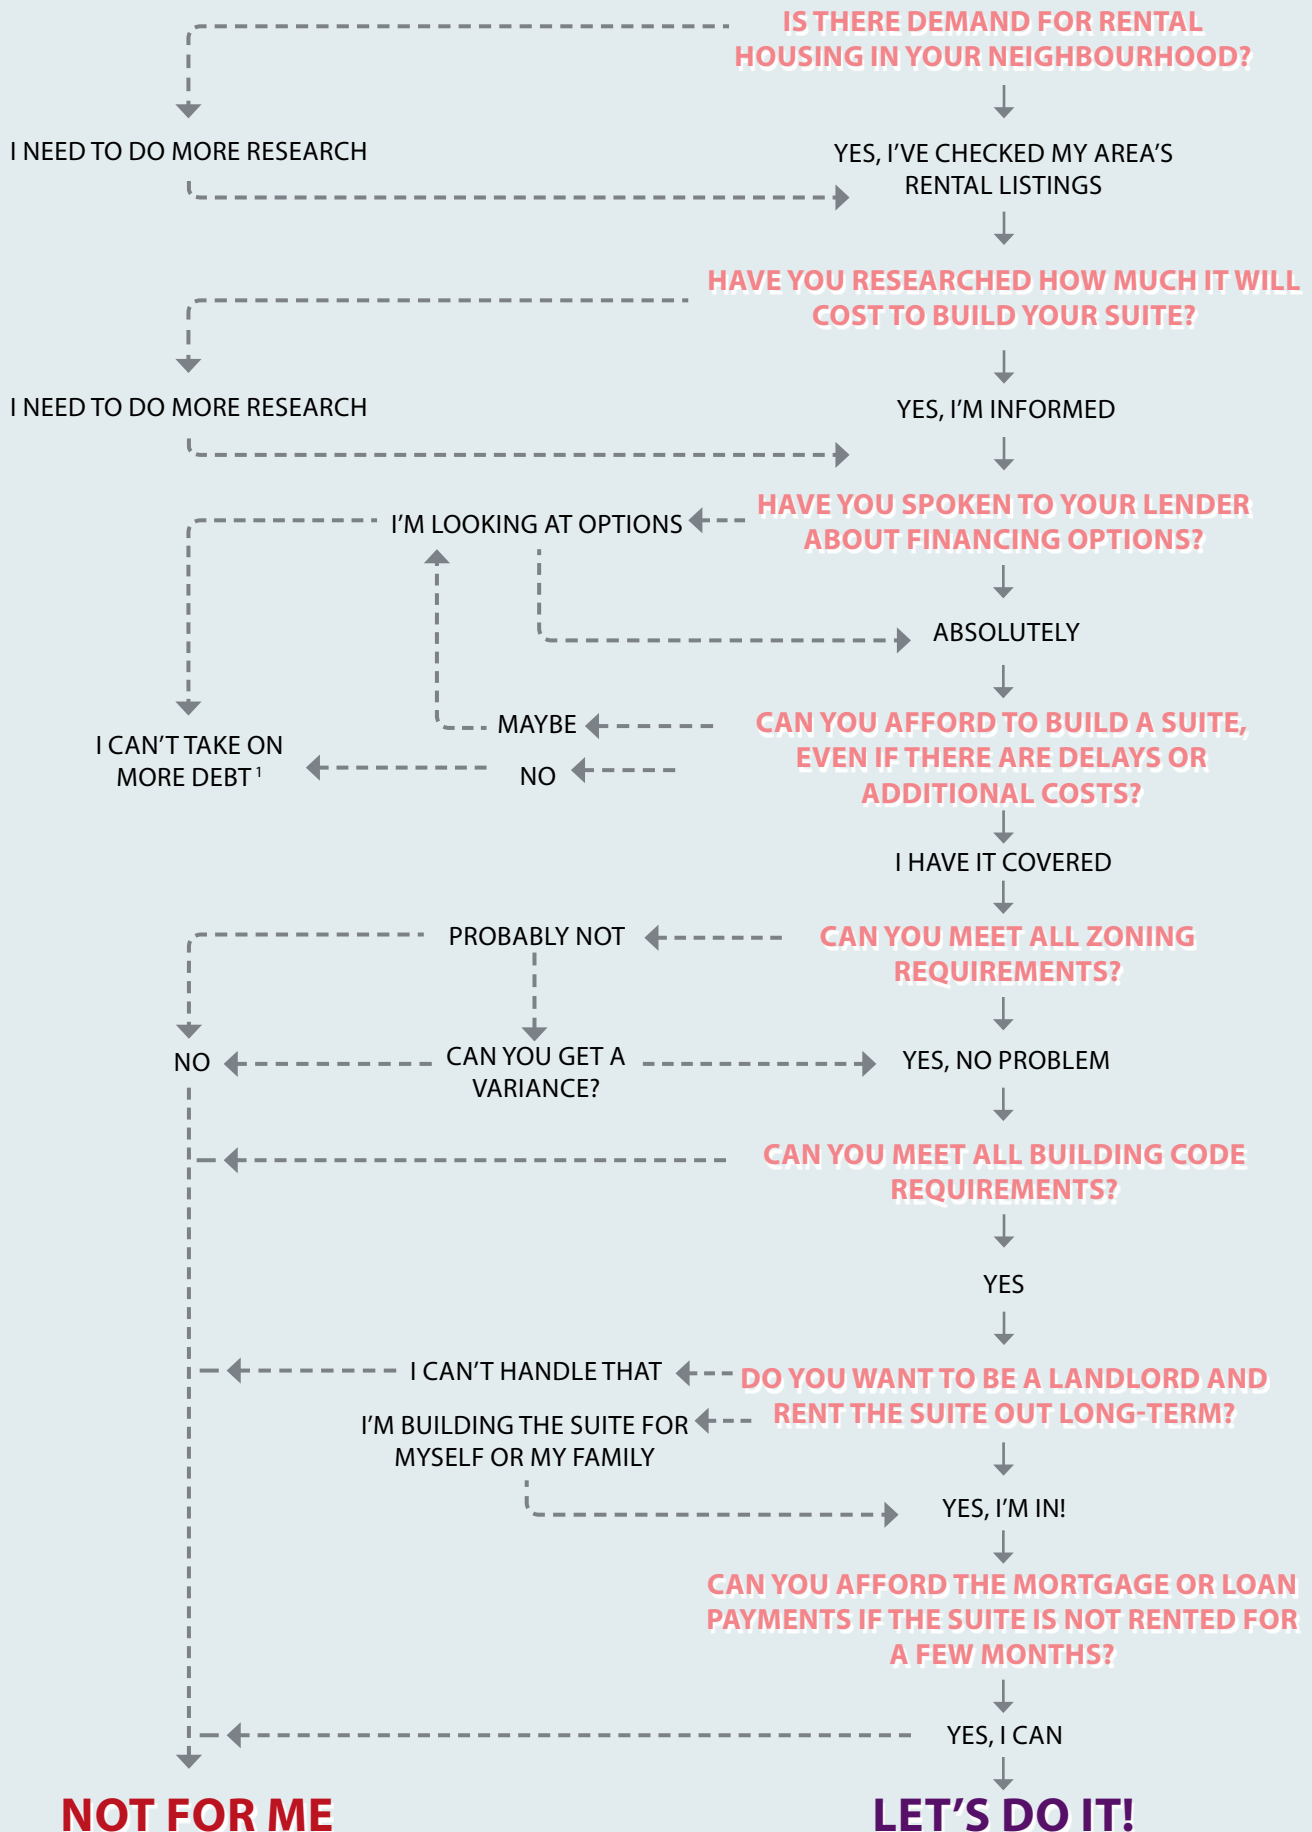 IS THERE DEMAND FOR RENTAL
HOUSING IN YOUR NEIGHBOURHOOD?
I NEED TO DO MORE RESEARCH
YES, I'VE CHECKED MY AREA'S
RENTAL LISTINGS
HAVE YOU RESEARCHED HOW MUCH IT WILL
COST TO BUILD YOUR SUITE?
I NEED TO DO MORE RESEARCH
YES, I'M INFORMED
HAVE YOU SPOKEN TO YOUR LENDER
ABOUT FINANCING OPTIONS?
I'M LOOKING AT OPTIONS
ABSOLUTELY
CAN YOU AFFORD TO BUILD A SUITE,
EVEN IF THERE ARE DELAYS OR
ADDITIONAL COSTS?
MAYBE
NO
I CAN'T TAKE ON
MORE DEBT 1
I HAVE IT COVERED
CAN YOU MEET ALL ZONING
REQUIREMENTS?
PROBABLY NOT
NO
CAN YOU GET A
VARIANCE?
YES, NO PROBLEM
CAN YOU MEET ALL BUILDING CODE
REQUIREMENTS?
YES
DO YOU WANT TO BE A LANDLORD AND
RENT THE SUITE OUT LONG-TERM?
I CAN'T HANDLE THAT
I'M BUILDING THE SUITE FOR
MYSELF OR MY FAMILY
YES, I'M IN!
CAN YOU AFFORD THE MORTGAGE OR LOAN
PAYMENTS IF THE SUITE IS NOT RENTED FOR
A FEW MONTHS?
YES, I CAN
NOT FOR ME
LET'S DO IT!